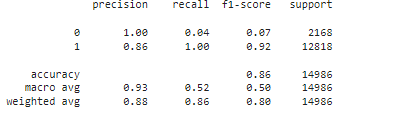 precision recall f1-score support
0 1.00 0.04 0.07 2168
1 0.86 1.00 0.92 12818
accuracy 0.86 14986
macro avg 0.93 0.52 0.50 14986
weighted avg 0.88 0.86 0.80 14986